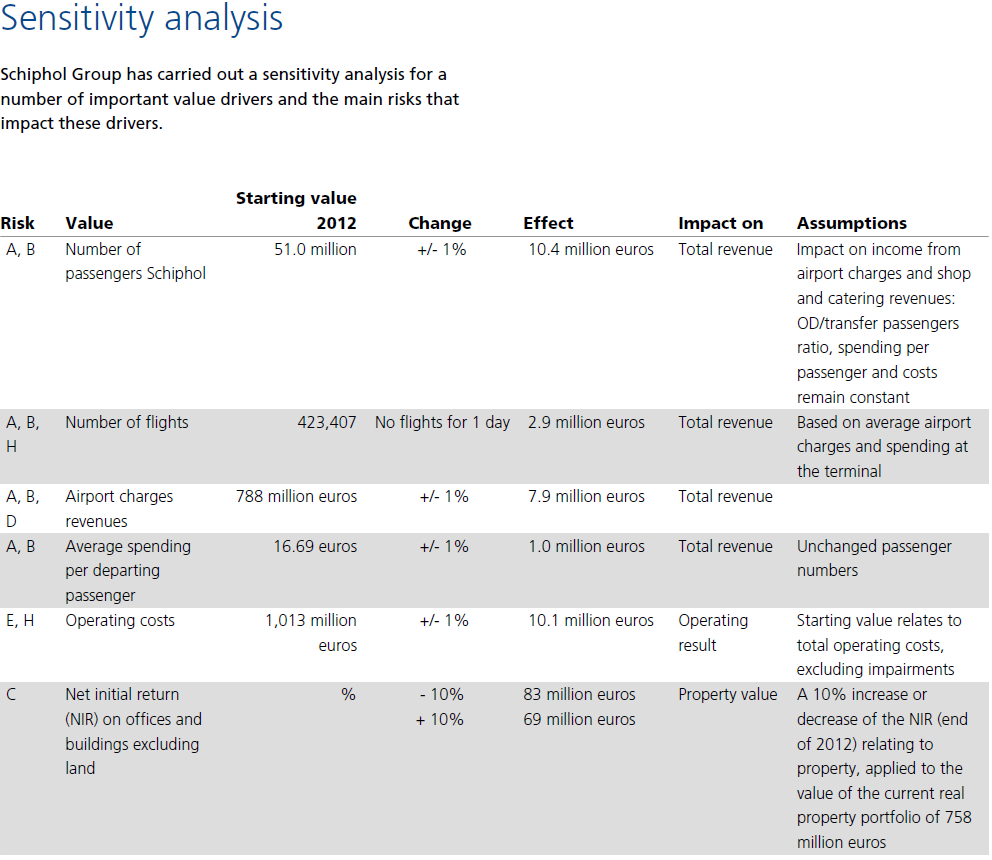 Sensitivity analysis
Schiphol Group has carried out a sensitivity analysis for a
number of important value drivers and the main risks that
impact these drivers.
Starting value
Risk Value 2012 Change Effect Impact on Assumptions
A, B Number of 51.0 million +/- 1% 10.4 million euros Total revenue Impact on income from
passengers Schiphol airport charges and shop
and catering revenues:
OD/transfer passengers
ratio, spending per
passenger and costs
remain constant
A, B, Number of flights 423,407 No flights for 1 day 2.9 million euros Total revenue Based on average airport
H charges and spending at
the terminal
A, B, Airport charges 788 million euros +/- 1% 7.9 million euros Total revenue
D revenues
A, B Average spending 16.69 euros +/- 1% 1.0 million euros Total revenue Unchanged passenger
per departing numbers
passenger
E, H Operating costs 1,013 million +/- 1% 10.1 million euros Operating Starting value relates to
euros result total operating costs,
excluding impairments
C Net initial return % - 10% 83 million euros Property value A 10% increase or
(NIR) on offices and + 10% 69 million euros decrease of the NIR (end
buildings excluding of 2012) relating to
land property, applied to the
value of the current real
property portfolio of 758
million euros